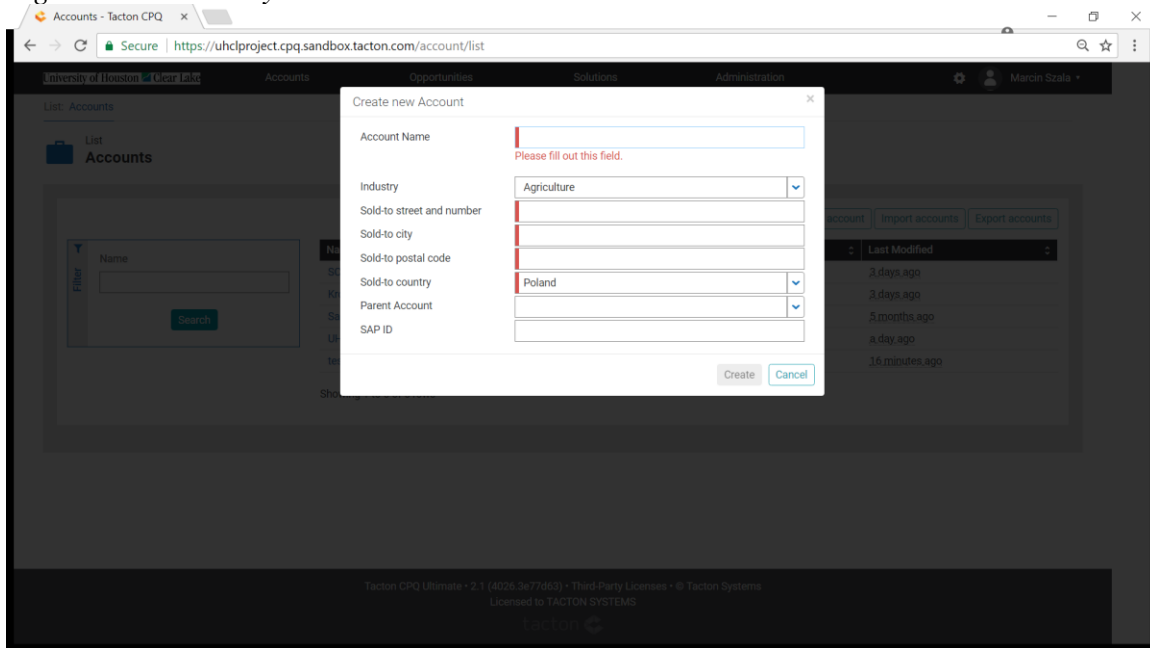 Accounts - Tacton CPQ
Secure | https://uhclproject.cpq.sandbox.tacton.com/account/list
University of Houston Clear Lake Accounts Opportunities Solutions Administration Marcin Szala
List: Accounts
List
Accounts
Create new Account
Account Name
Please fill out this field.
Industry Agriculture
Sold-to street and number
Sold-to city
Sold-to postal code
Sold-to country Poland
Parent Account
SAP ID
Create Cancel
account Import accounts Export accounts
Filter
Name
Search
Last Modified
3 days ago
3 days ago
5 months ago
a day ago
16 minutes ago
Tacton CPQ Ultimate • 2.1 (4026.3e77d63) • Third-Party Licenses • © Tacton Systems
Licensed to TACTON SYSTEMS
tacton